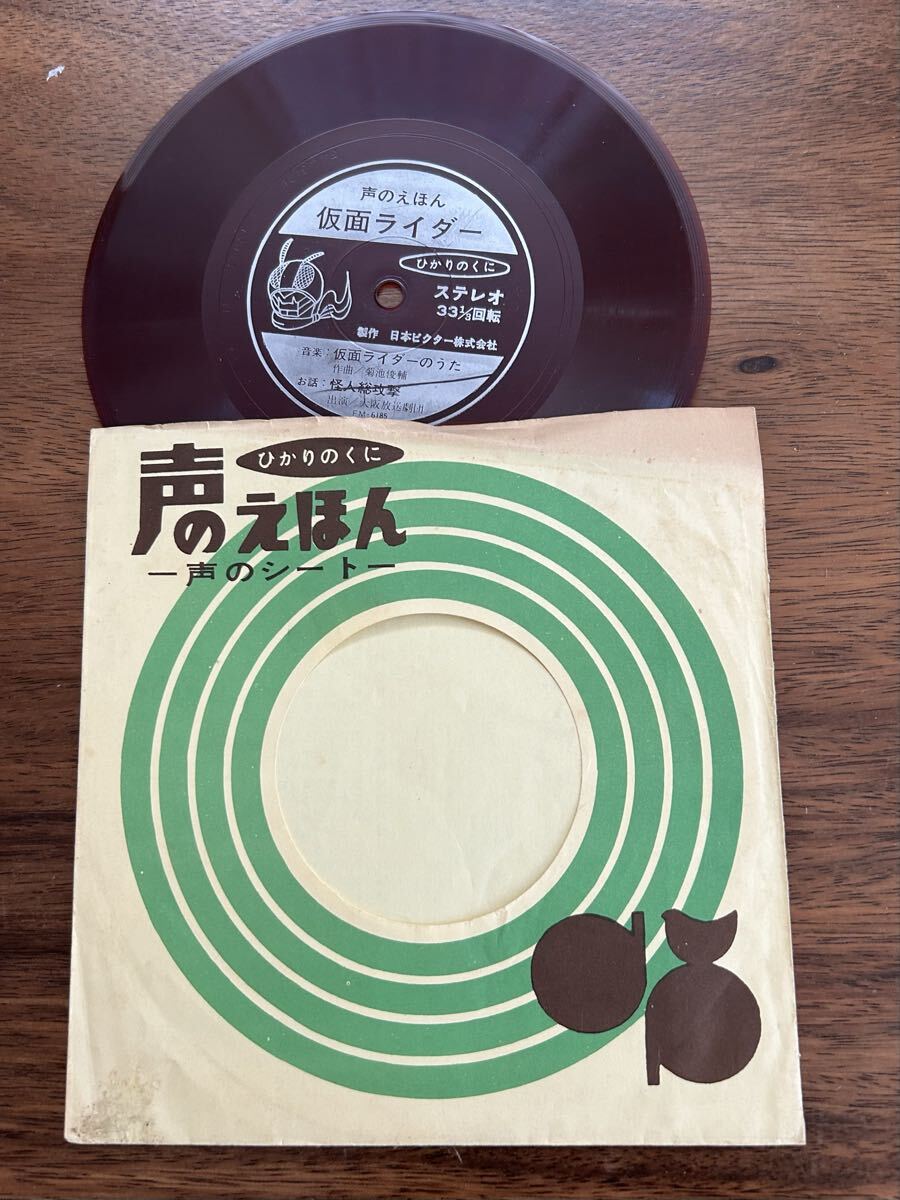 声のえほん
仮面ライダー
ひかりのくに
ステレオ
33⅓回転
製作 日本ビクター株式会社
音楽:仮面ライダーのうた
作曲/菊池俊輔
お話:怪人総攻撃
出演/大阪放送劇団
EM-6185
ひかりのくに
声のえほん
―声のシート―